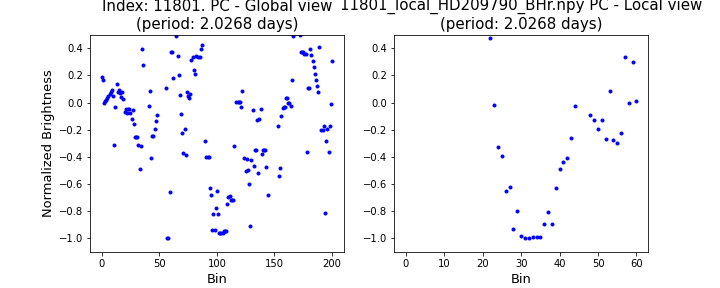 Index: 11801. PC - Global view
(period: 2.0268 days)
11801_local_HD209790_BHr.npy PC - Local view
(period: 2.0268 days)
Normalized Brightness
0.4
0.2
0.0
−0.2
−0.4
−0.6
−0.8
−1.0
0 50 100 150 200
Bin
0.4
0.2
0.0
−0.2
−0.4
−0.6
−0.8
−1.0
0 10 20 30 40 50 60
Bin